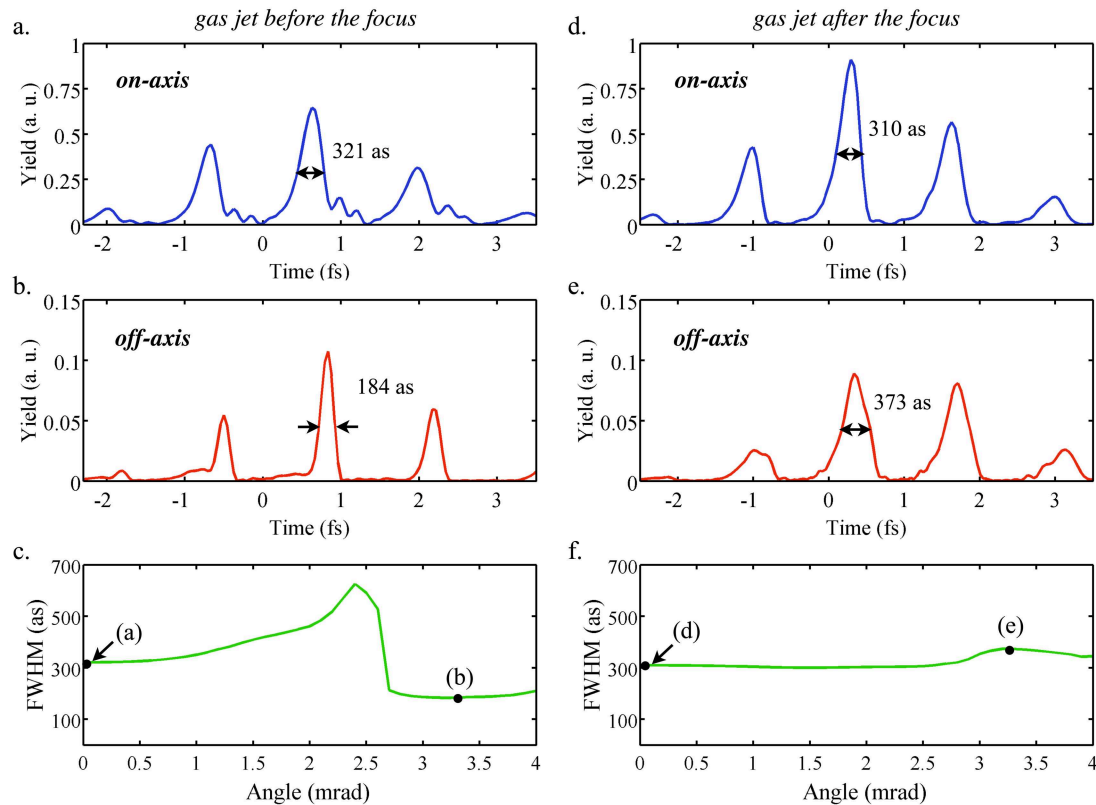 gas jet before the focus
a.
1
0.75
0.5
0.25
0
Yield (a. u.)
on-axis
321 as
-2 -1 0 1 2 3
Time (fs)
b.
0.15
0.1
0.05
0
Yield (a. u.)
off-axis
184 as
-2 -1 0 1 2 3
Time (fs)
c.
700
500
300
100
FWHM (as)
(a)
(b)
0 0.5 1 1.5 2 2.5 3 3.5 4
Angle (mrad)
gas jet after the focus
d.
1
0.75
0.5
0.25
0
Yield (a. u.)
on-axis
310 as
-2 -1 0 1 2 3
Time (fs)
e.
0.15
0.1
0.05
0
Yield (a. u.)
off-axis
373 as
-2 -1 0 1 2 3
Time (fs)
f.
700
500
300
100
FWHM (as)
(d)
(e)
0 0.5 1 1.5 2 2.5 3 3.5 4
Angle (mrad)